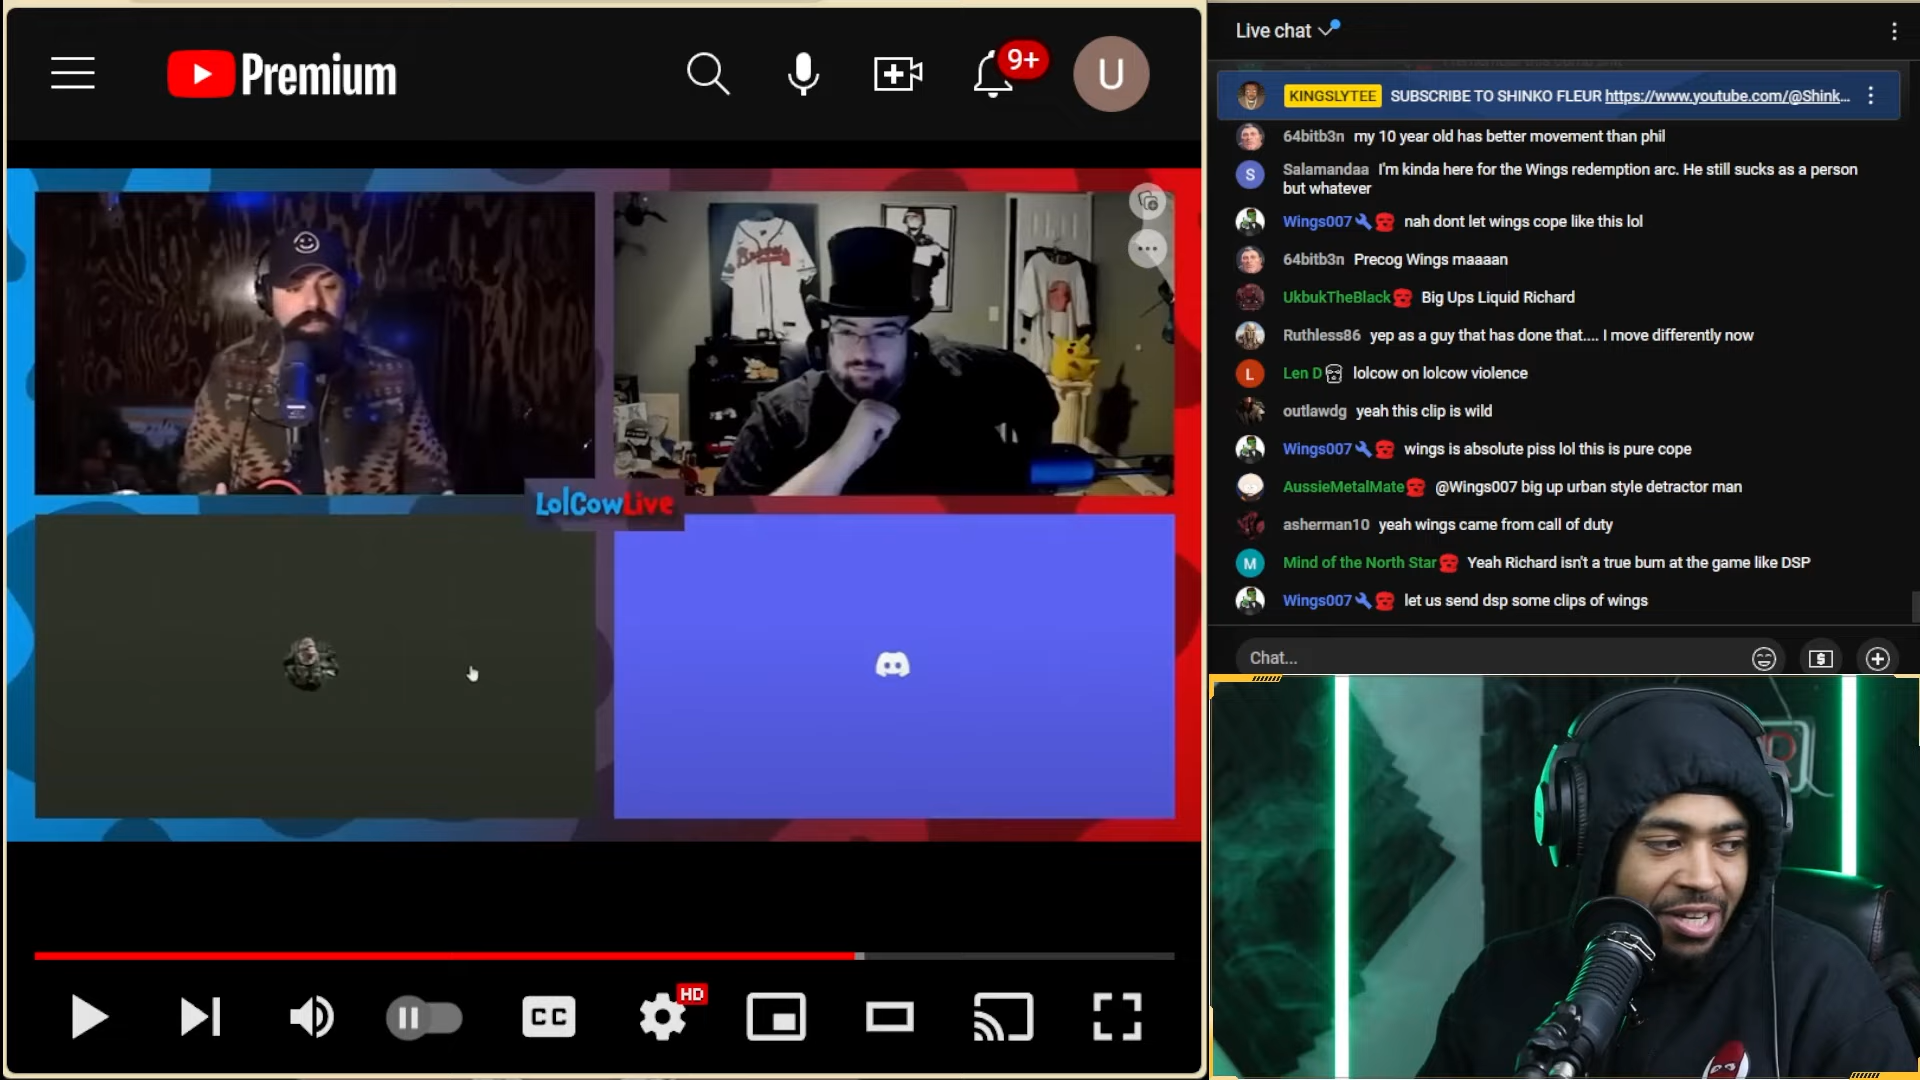 Premium
9+
U
Braves
LolCowLive
HD
CC
Live chat
KINGSLYTEE SUBSCRIBE TO SHINKO FLEUR https://www.youtube.com/@Shink...
64bitb3n my 10 year old has better movement than phil
S Salamandaa I'm kinda here for the Wings redemption arc. He still sucks as a person
but whatever
Wings007 nah dont let wings cope like this lol
64bitb3n Precog Wings maaaan
UkbukTheBlack Big Ups Liquid Richard
Ruthless86 yep as a guy that has done that.... I move differently now
L Len D lolcow on lolcow violence
outlawdg yeah this clip is wild
Wings007 wings is absolute piss lol this is pure cope
AussieMetalMate @Wings007 big up urban style detractor man
asherman10 yeah wings came from call of duty
M Mind of the North Star Yeah Richard isn't a true bum at the game like DSP
Wings007 let us send dsp some clips of wings
Chat...